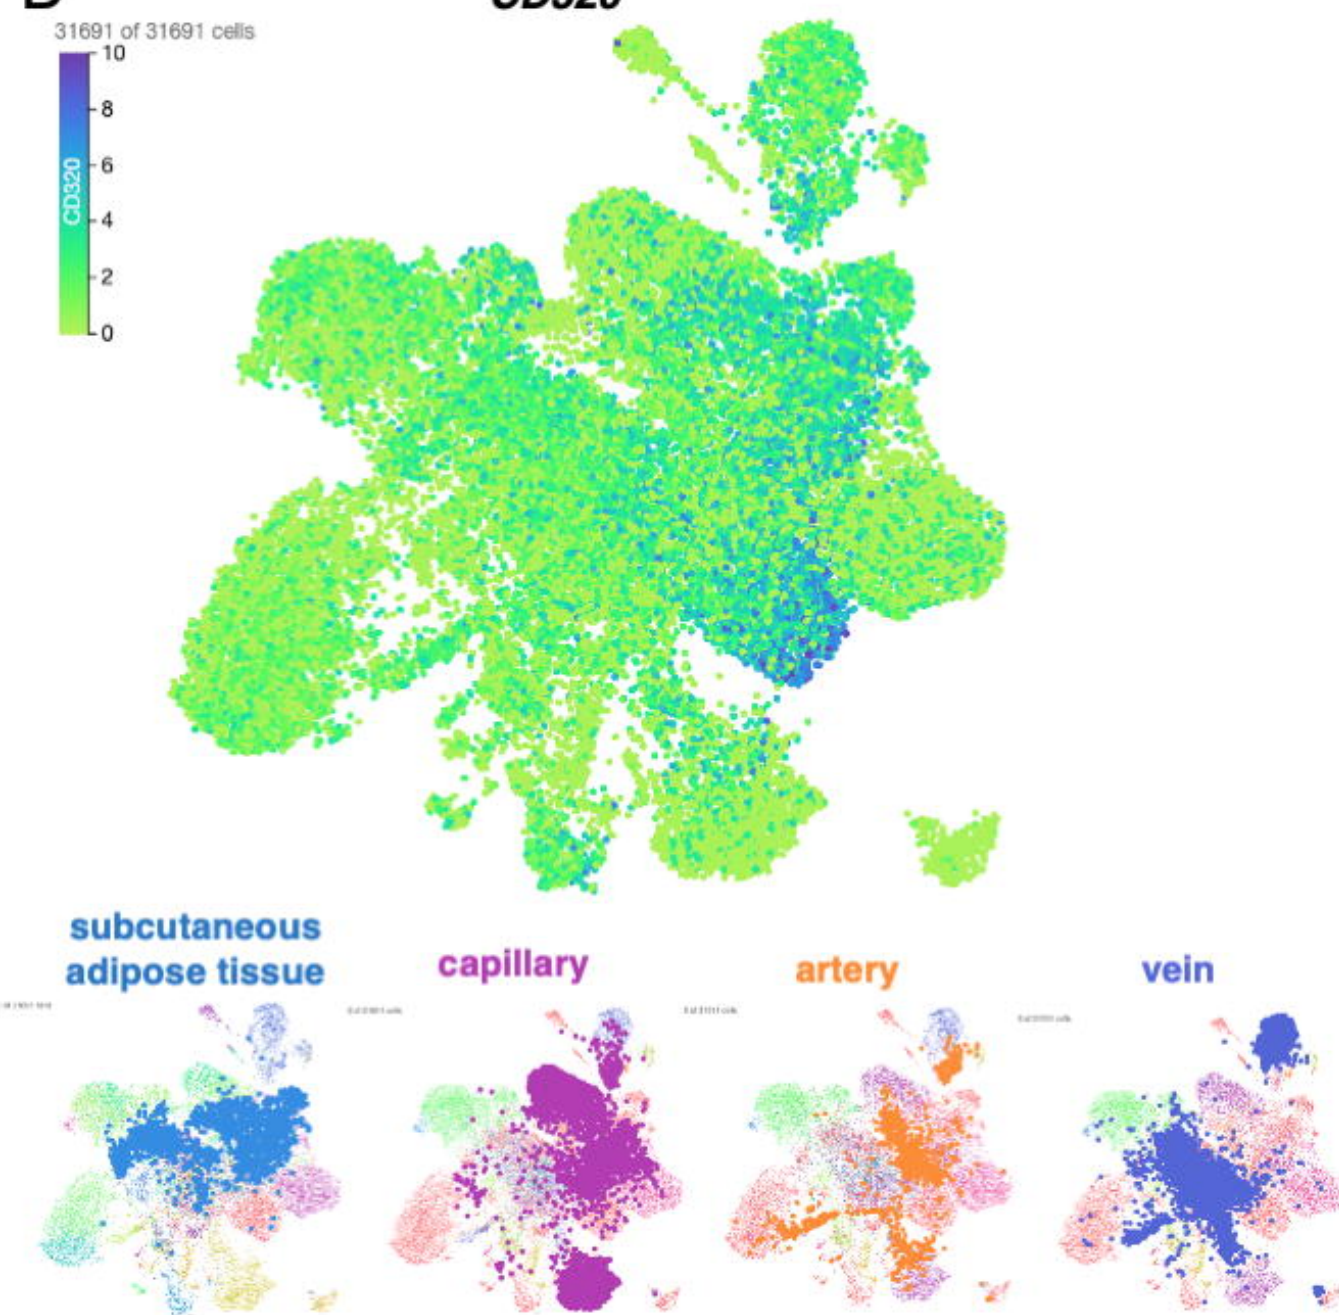 31691 of 31691 cells
10
8
6
4
2
0
CD320
subcutaneous
adipose tissue
capillary
artery
vein